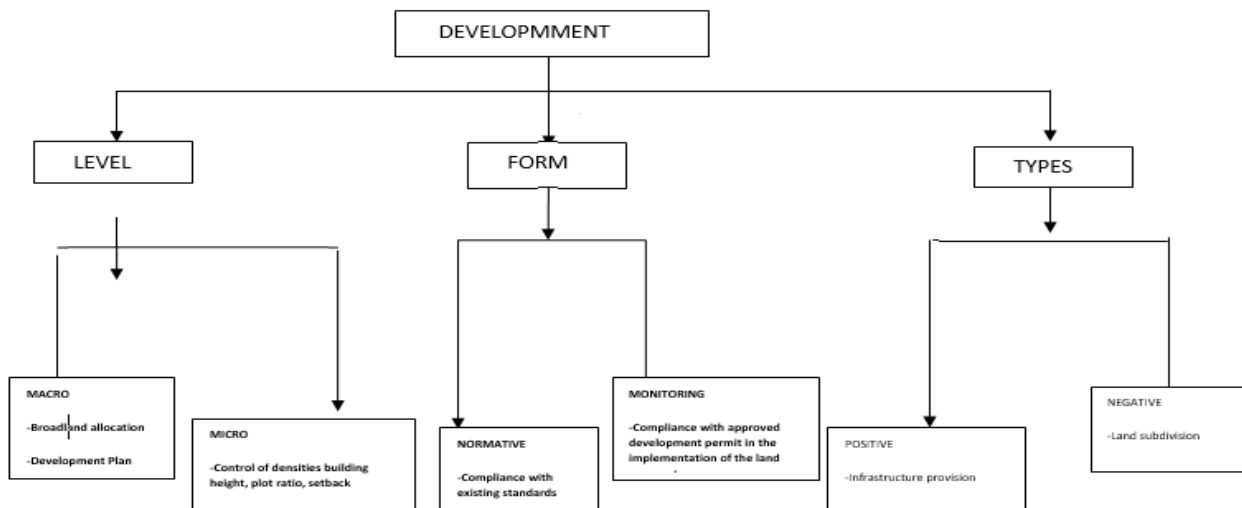 DEVELOPMMENT
LEVEL
FORM
TYPES
MACRO
-Broadland allocation
-Development Plan
MICRO
-Control of densities building
height, plot ratio, setback
NORMATIVE
-Compliance with
existing standards
MONITORING
-Compliance with approved
development permit in the
implementation of the land
POSITIVE
-Infrastructure provision
NEGATIVE
-Land subdivision